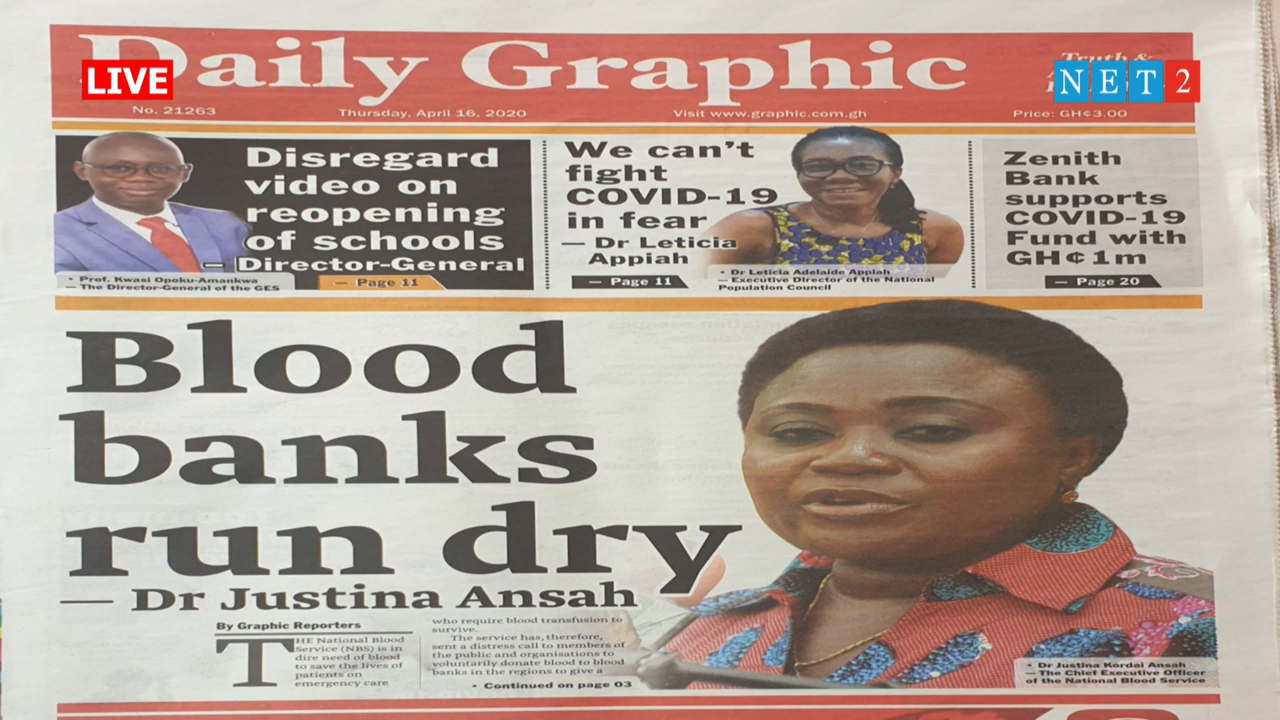 Daily Graphic
LIVE
Truth &
NET2
No. 21263
Thursday, April 16, 2020
Visit www.graphic.com.gh
Price: GH¢3.00
Disregard
video on
reopening
of schools
– Director-General
• Prof. Kwasi Opoku-Amankwa
— The Director-General of the GES
— Page 11
We can't
fight
COVID-19
in fear
— Dr Leticia
Appiah
— Page 11
• Dr Leticia Adelaide Appiah
— Executive Director of the National
Population Council
Zenith
Bank
supports
COVID-19
Fund with
GH¢1m
— Page 20
Blood
banks
run dry
— Dr Justina Ansah
By Graphic Reporters
THE National Blood
Service (NBS) is in
dire need of blood
to save the lives of
patients on
emergency care
who require blood transfusion to
survive.
The service has, therefore,
sent a distress call to members of
the public and organisations to
voluntarily donate blood to blood
banks in the regions to give a
• Continued on page 03
• Dr Justina Kordai Ansah
— The Chief Executive Officer
of the National Blood Service